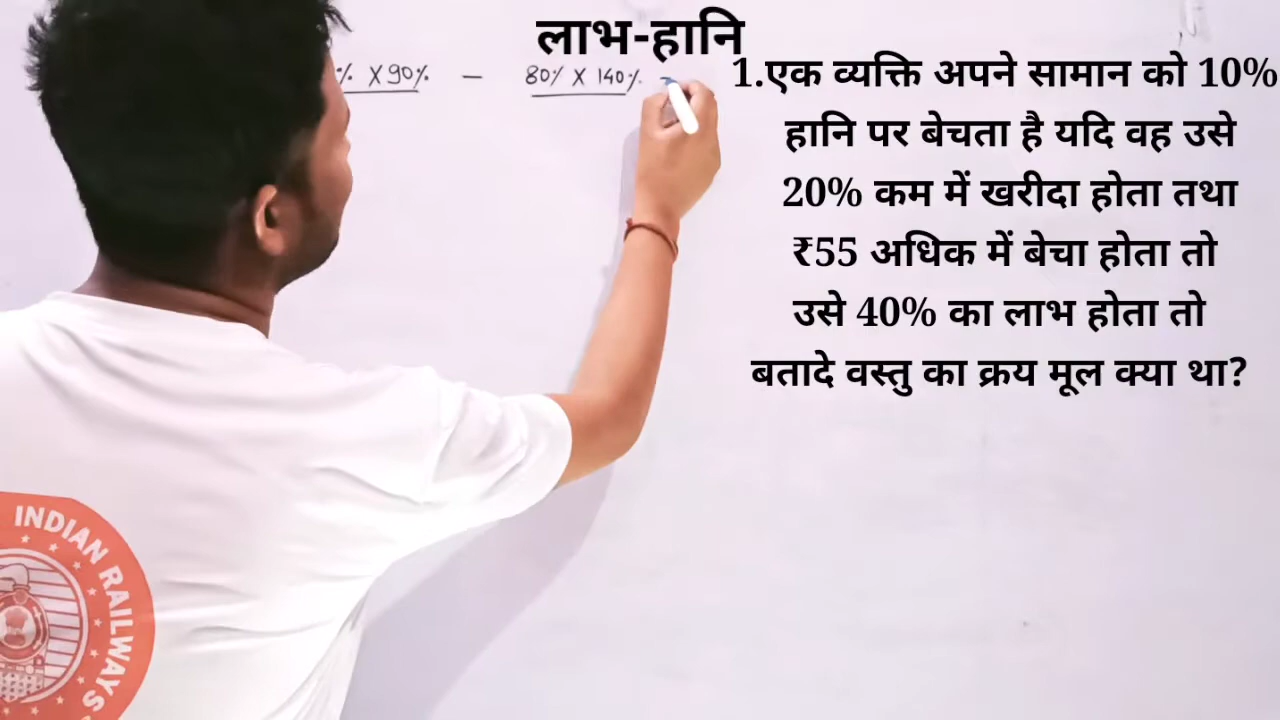 लाभ-हानि
% X 90% - 80% X 140%
1.एक व्यक्ति अपने सामान को 10%
हानि पर बेचता है यदि वह उसे
20% कम में खरीदा होता तथा
₹55 अधिक में बेचा होता तो
उसे 40% का लाभ होता तो
बतादे वस्तु का क्रय मूल क्या था?
INDIAN RAILWAYS